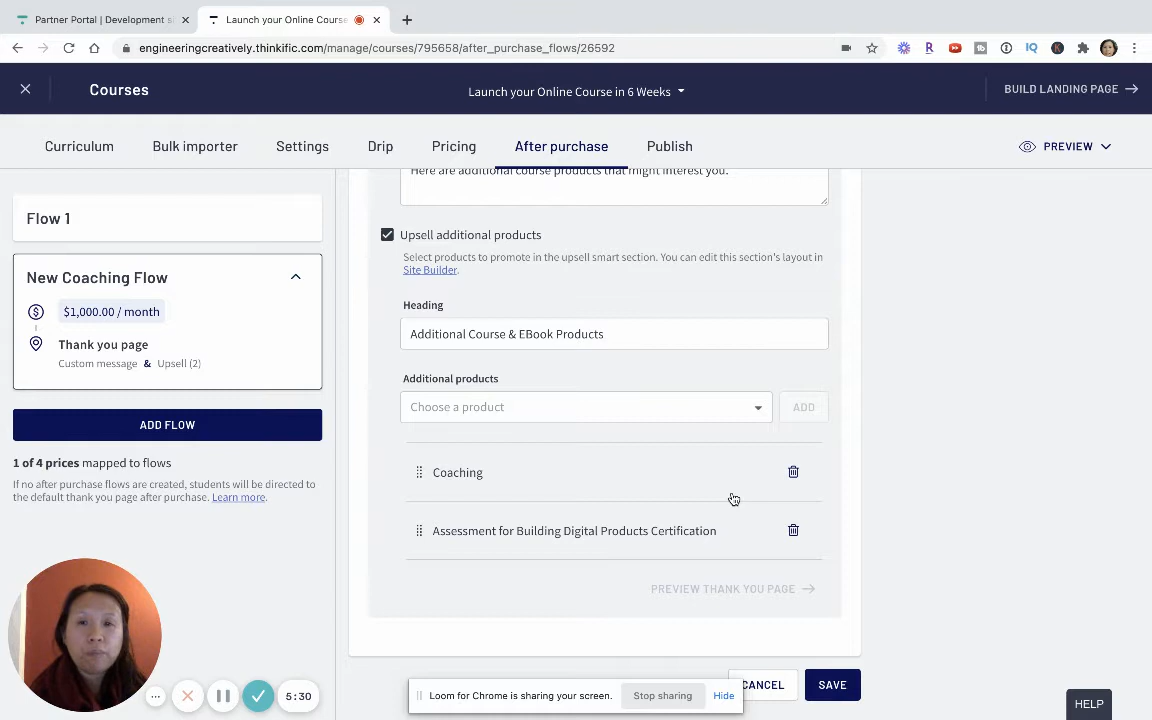 Partner Portal | Development s
Launch your Online Course
engineeringcreatively.thinkific.com/manage/courses/795658/after_purchase_flows/26592
Courses
Launch your Online Course in 6 Weeks
BUILD LANDING PAGE
Curriculum
Bulk importer
Settings
Drip
Pricing
After purchase
Publish
PREVIEW
Here are additional course products that might interest you.
Flow 1
New Coaching Flow
$1,000.00 / month
Thank you page
Custom message & Upsell (2)
ADD FLOW
1 of 4 prices mapped to flows
If no after purchase flows are created, students will be directed to
the default thank you page after purchase. Learn more.
Upsell additional products
Select products to promote in the upsell smart section. You can edit this section's layout in
Site Builder.
Heading
Additional Course & EBook Products
Additional products
Choose a product
ADD
Coaching
Assessment for Building Digital Products Certification
PREVIEW THANK YOU PAGE
CANCEL
SAVE
5:30
Loom for Chrome is sharing your screen.
Stop sharing
Hide
HELP